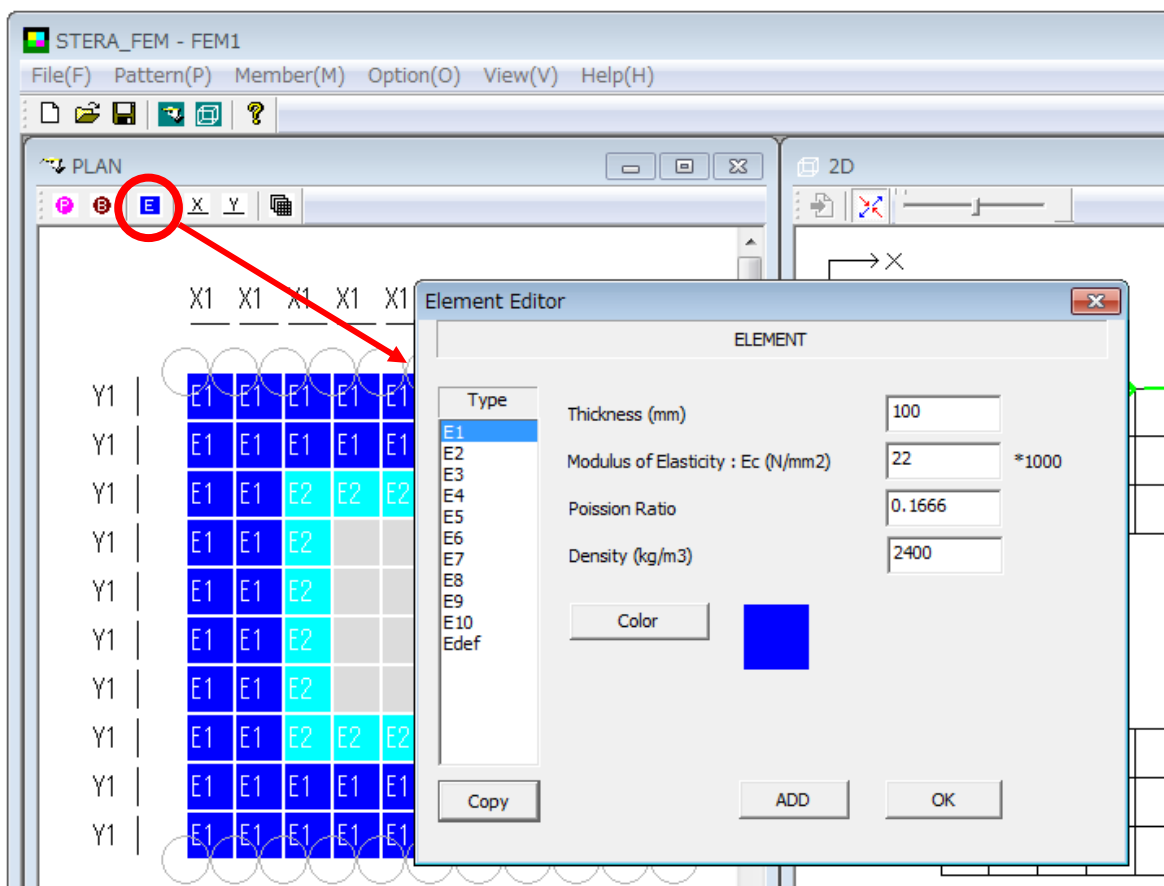 STERA_FEM - FEM1
File(F) Pattern(P) Member(M) Option(O) View(V) Help(H)
?
PLAN
2D
P B E X Y
X
X1 X1 X1 X1 X1
Element Editor
ELEMENT
Type
E1
E2
E3
E4
E5
E6
E7
E8
E9
E10
Edef
Thickness (mm) 100
Modulus of Elasticity : Ec (N/mm2) 22 *1000
Poission Ratio 0.1666
Density (kg/m3) 2400
Color
Copy ADD OK
Y1 E1 E1 E1 E1 E1
Y1 E1 E1 E1 E1 E1
Y1 E1 E1 E2 E2 E2
Y1 E1 E1 E2
Y1 E1 E1 E2
Y1 E1 E1 E2
Y1 E1 E1 E2
Y1 E1 E1 E2 E2 E2
Y1 E1 E1 E1 E1 E1
Y1 E1 E1 E1 E1 E1